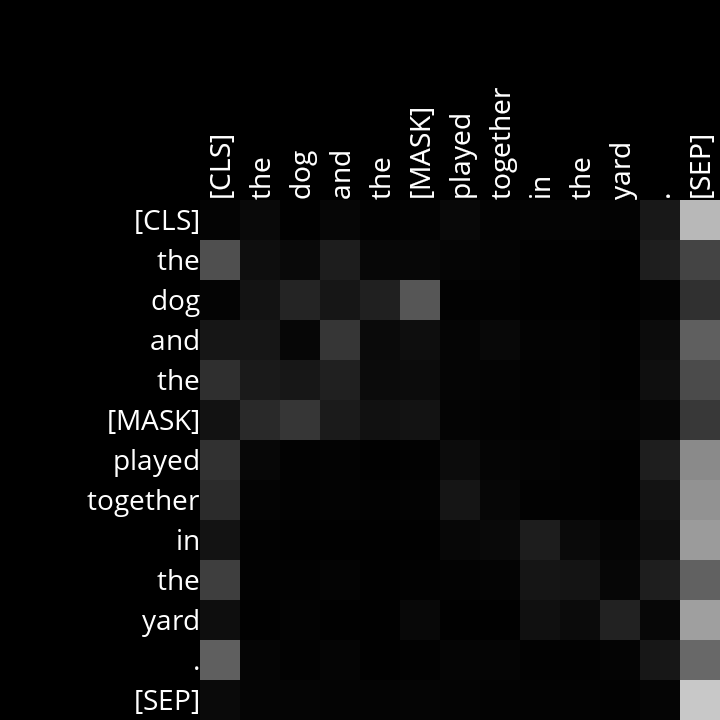 [CLS] the dog and the [MASK] played together in the yard . [SEP]
[CLS]
the
dog
and
the
[MASK]
played
together
in
the
yard
.
[SEP]